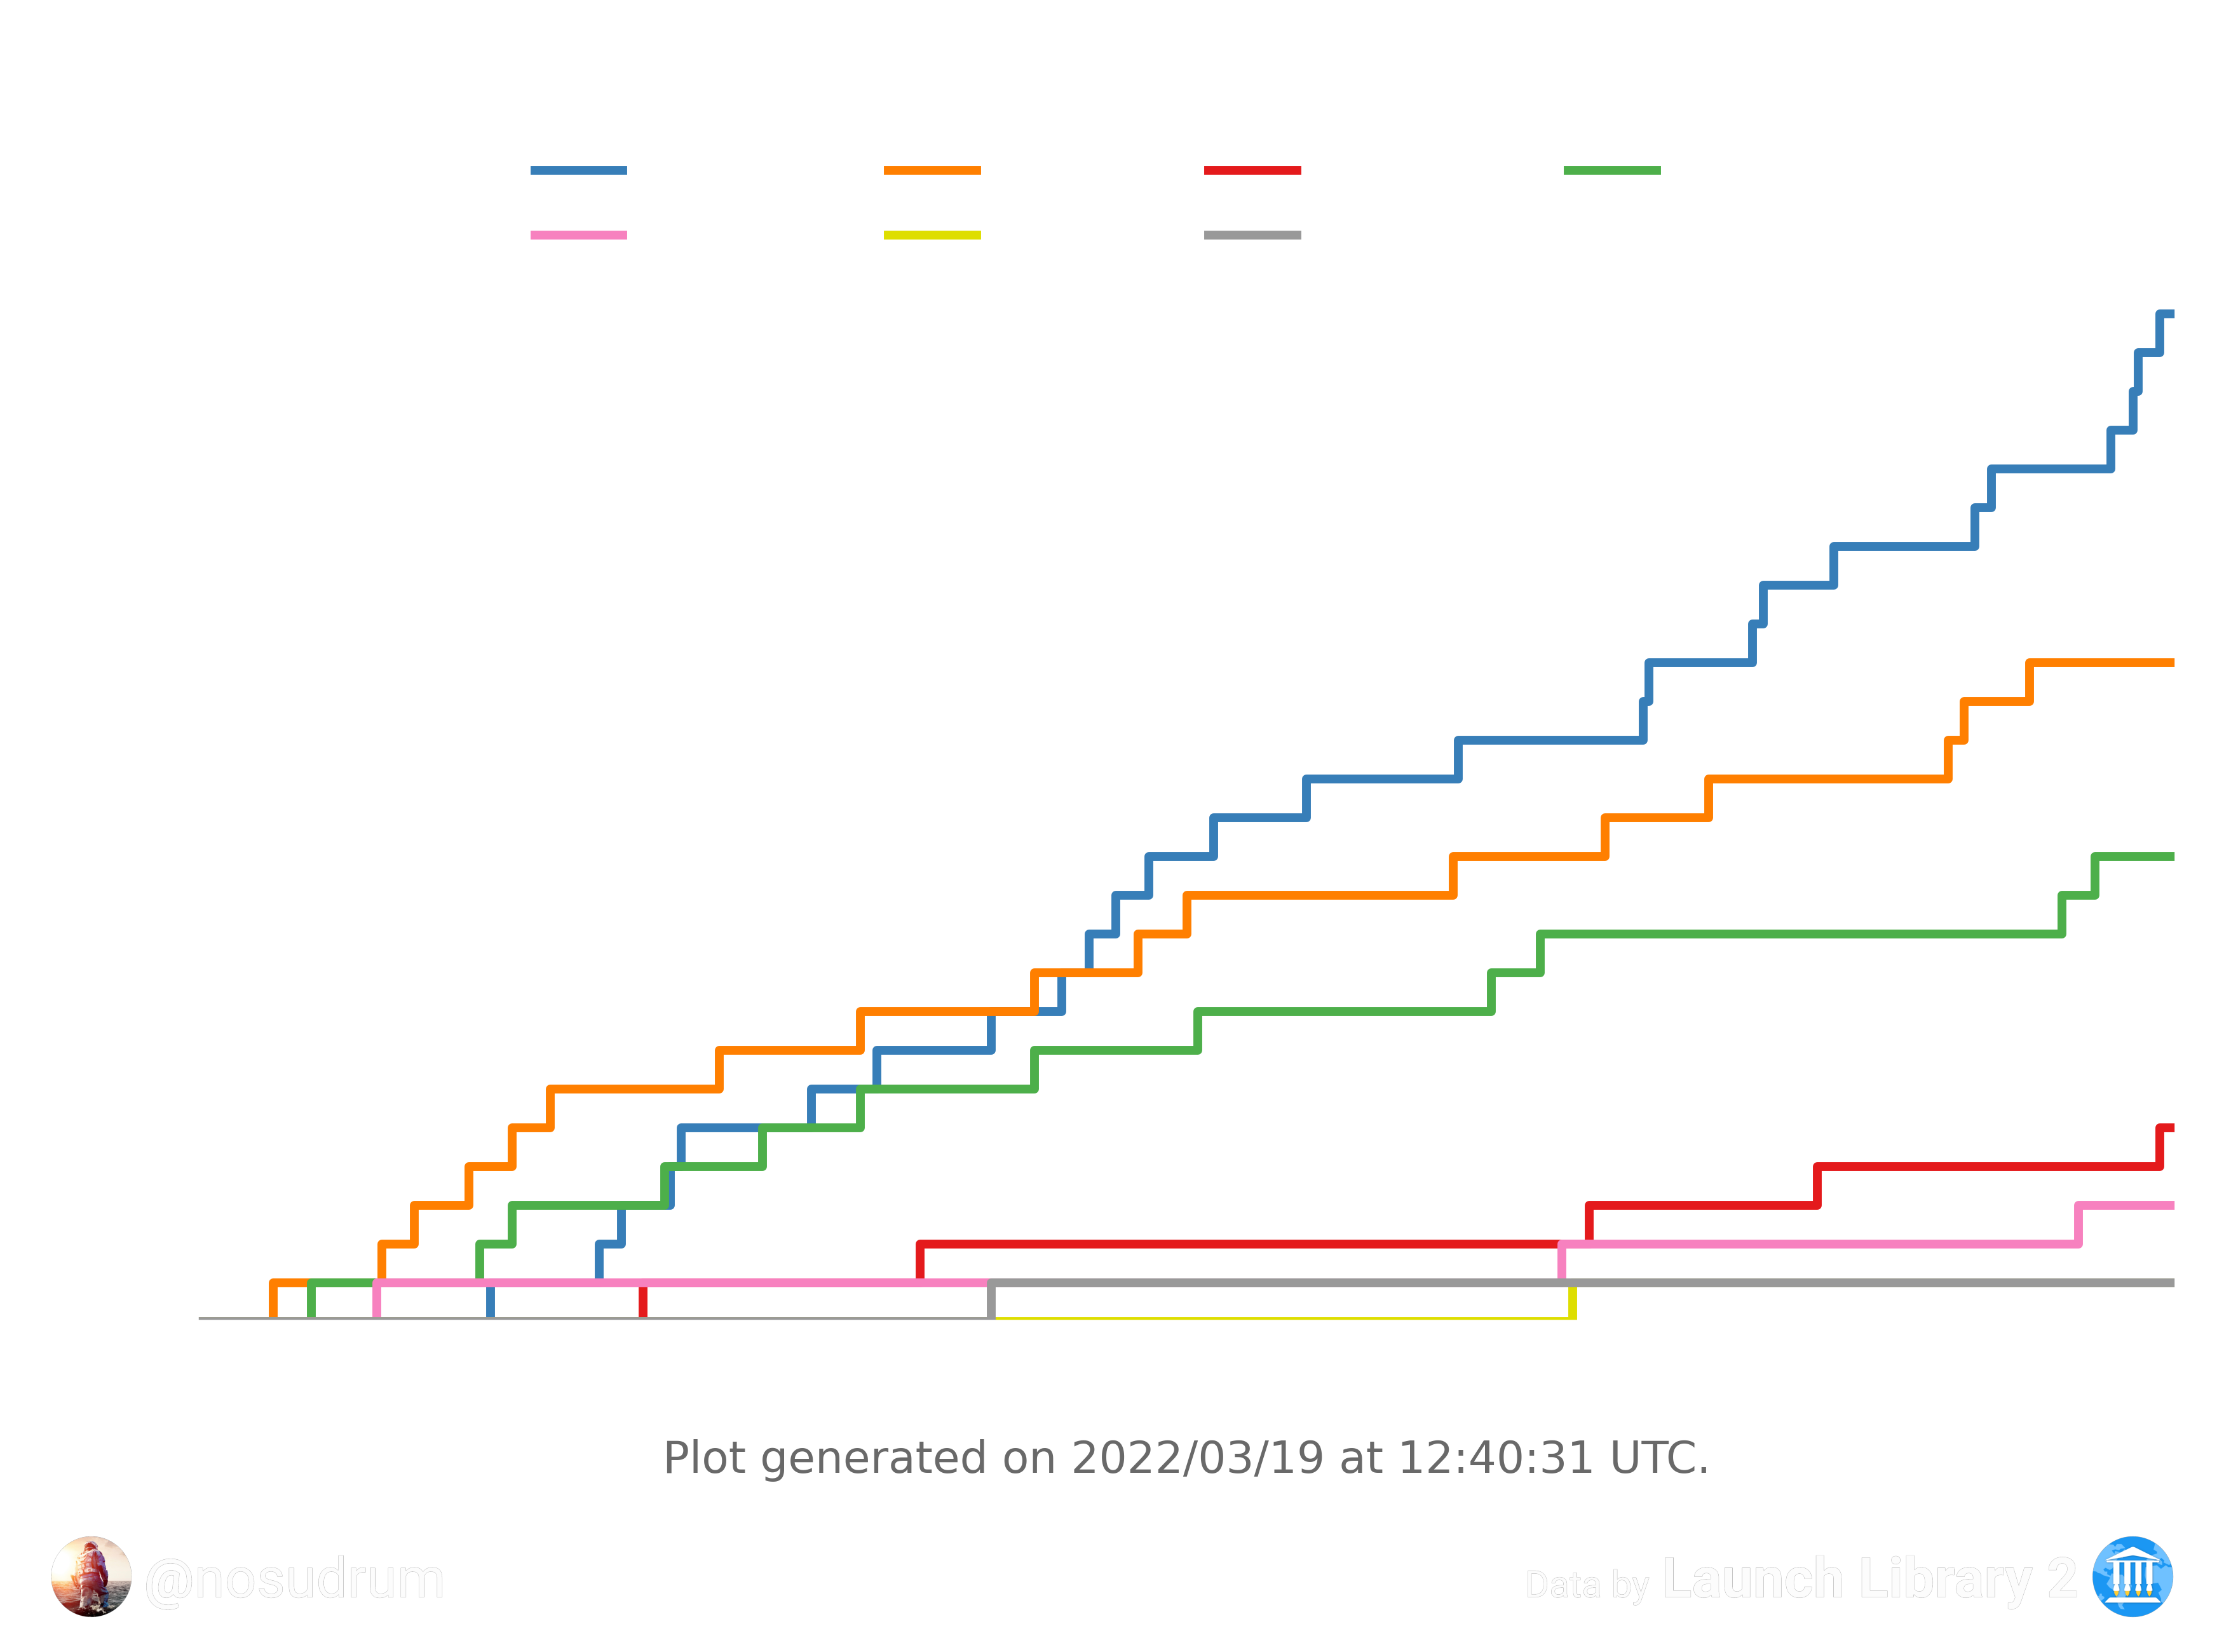 Plot generated on 2022/03/19 at 12:40:31 UTC.
@nosudrum
Data by Launch Library 2